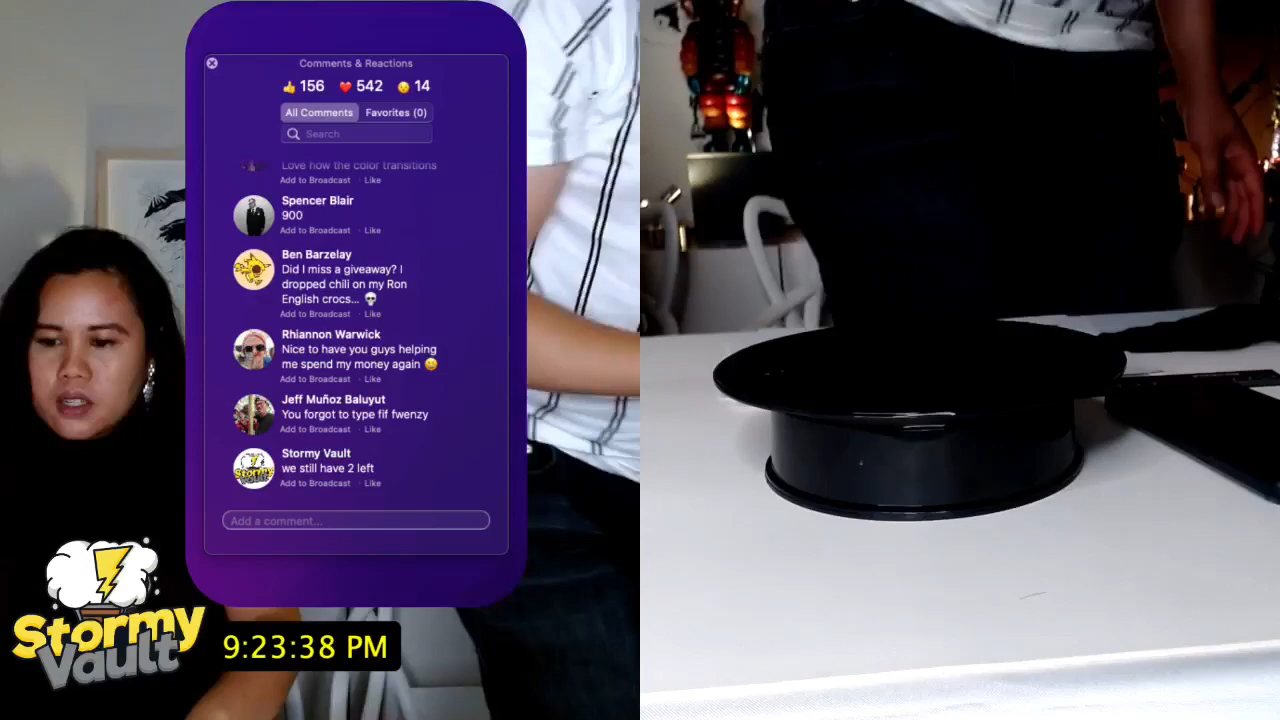 Comments & Reactions
156 542 14
All Comments Favorites (0)
Search
Love how the color transitions
Add to Broadcast · Like
Spencer Blair
900
Add to Broadcast · Like
Ben Barzelay
Did I miss a giveaway? I
dropped chili on my Ron
English crocs... 💀
Add to Broadcast · Like
Rhiannon Warwick
Nice to have you guys helping
me spend my money again 😄
Add to Broadcast · Like
Jeff Muñoz Baluyut
You forgot to type fif fwenzy
Add to Broadcast · Like
Stormy Vault
we still have 2 left
Add to Broadcast · Like
Add a comment...
Stormy
Vault
9:23:38 PM